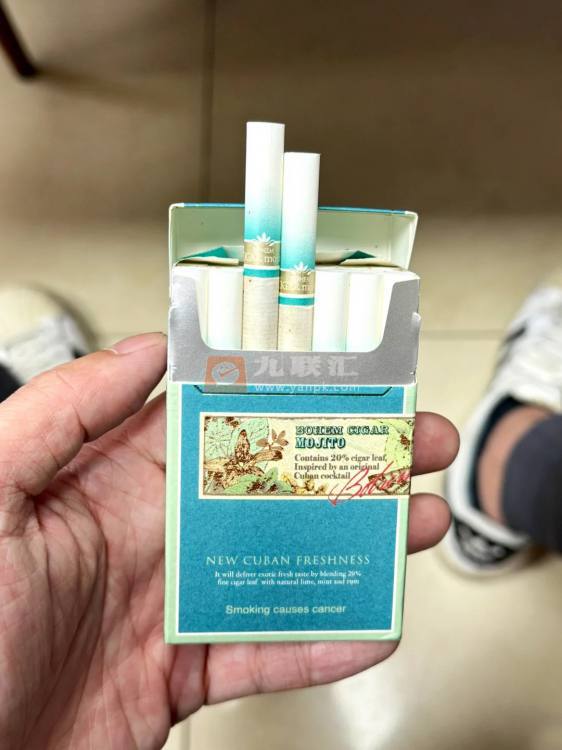 九联汇
www.yanpk.com
BOHEM CIGAR
MOJITO
Contains 20% cigar leaf,
Inspired by an original
Cuban cocktail
NEW CUBAN FRESHNESS
It will deliver exotic fresh taste by blending 20%
fine cigar leaf with natural lime, mint and rum
Smoking causes cancer